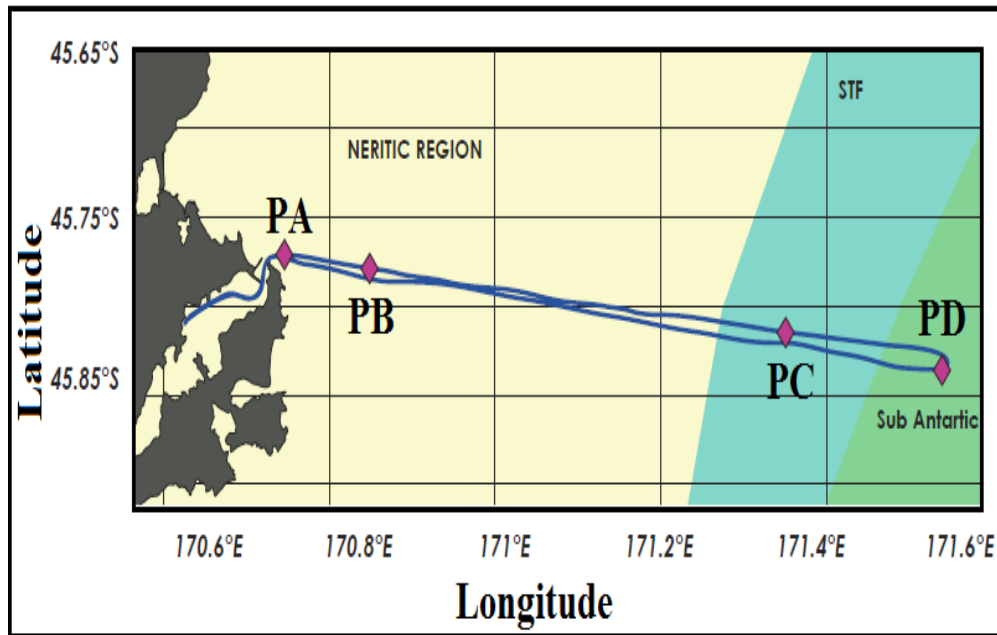 45.65°S
STF
NERITIC REGION
45.75°S
PA
PB
PD
PC
45.85°S
Sub Antartic
170.6°E 170.8°E 171°E 171.2°E 171.4°E 171.6°E
Latitude
Longitude